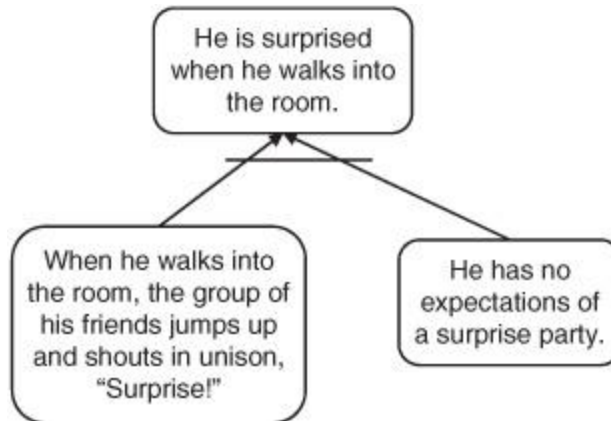 He is surprised
when he walks into
the room.
When he walks into
the room, the group of
his friends jumps up
and shouts in unison,
“Surprise!”
He has no
expectations of
a surprise party.